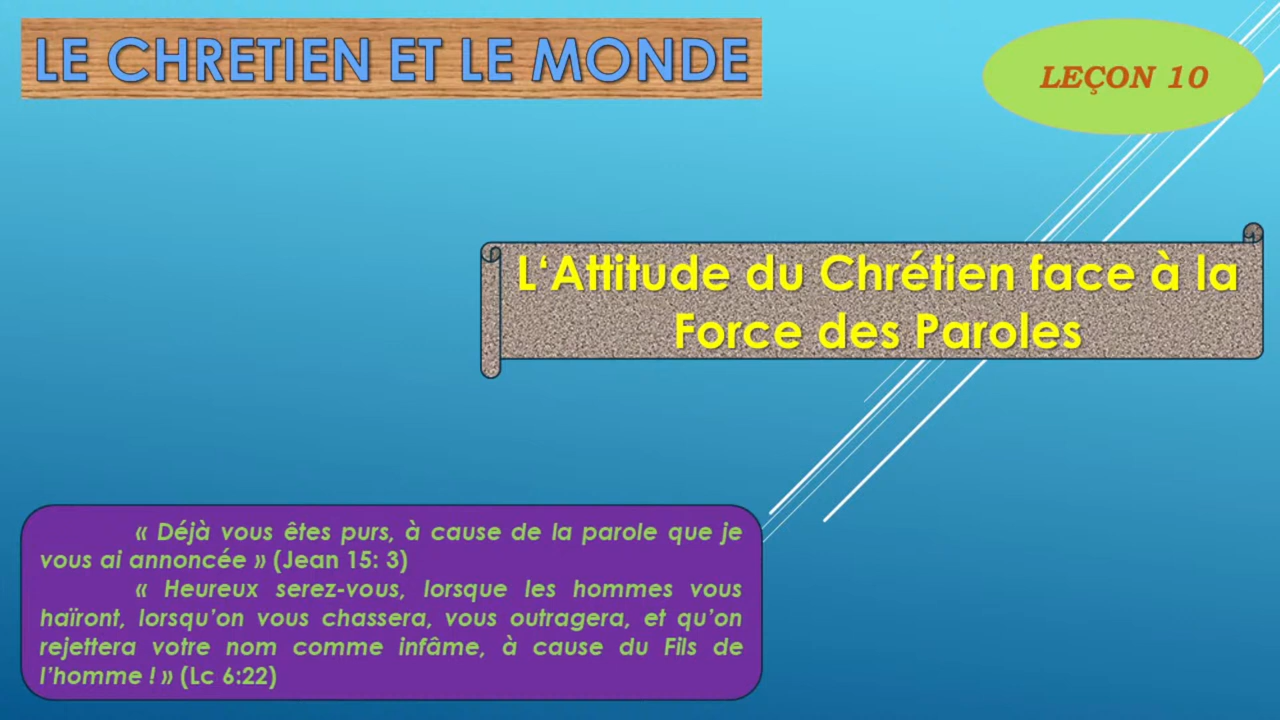 LE CHRETIEN ET LE MONDE
LEÇON 10
L‘Attitude du Chrétien face à la
Force des Paroles
« Déjà vous êtes purs, à cause de la parole que je
vous ai annoncée » (Jean 15: 3)
« Heureux serez-vous, lorsque les hommes vous
haïront, lorsqu’on vous chassera, vous outragera, et qu’on
rejettera votre nom comme infâme, à cause du Fils de
l’homme ! » (Lc 6:22)